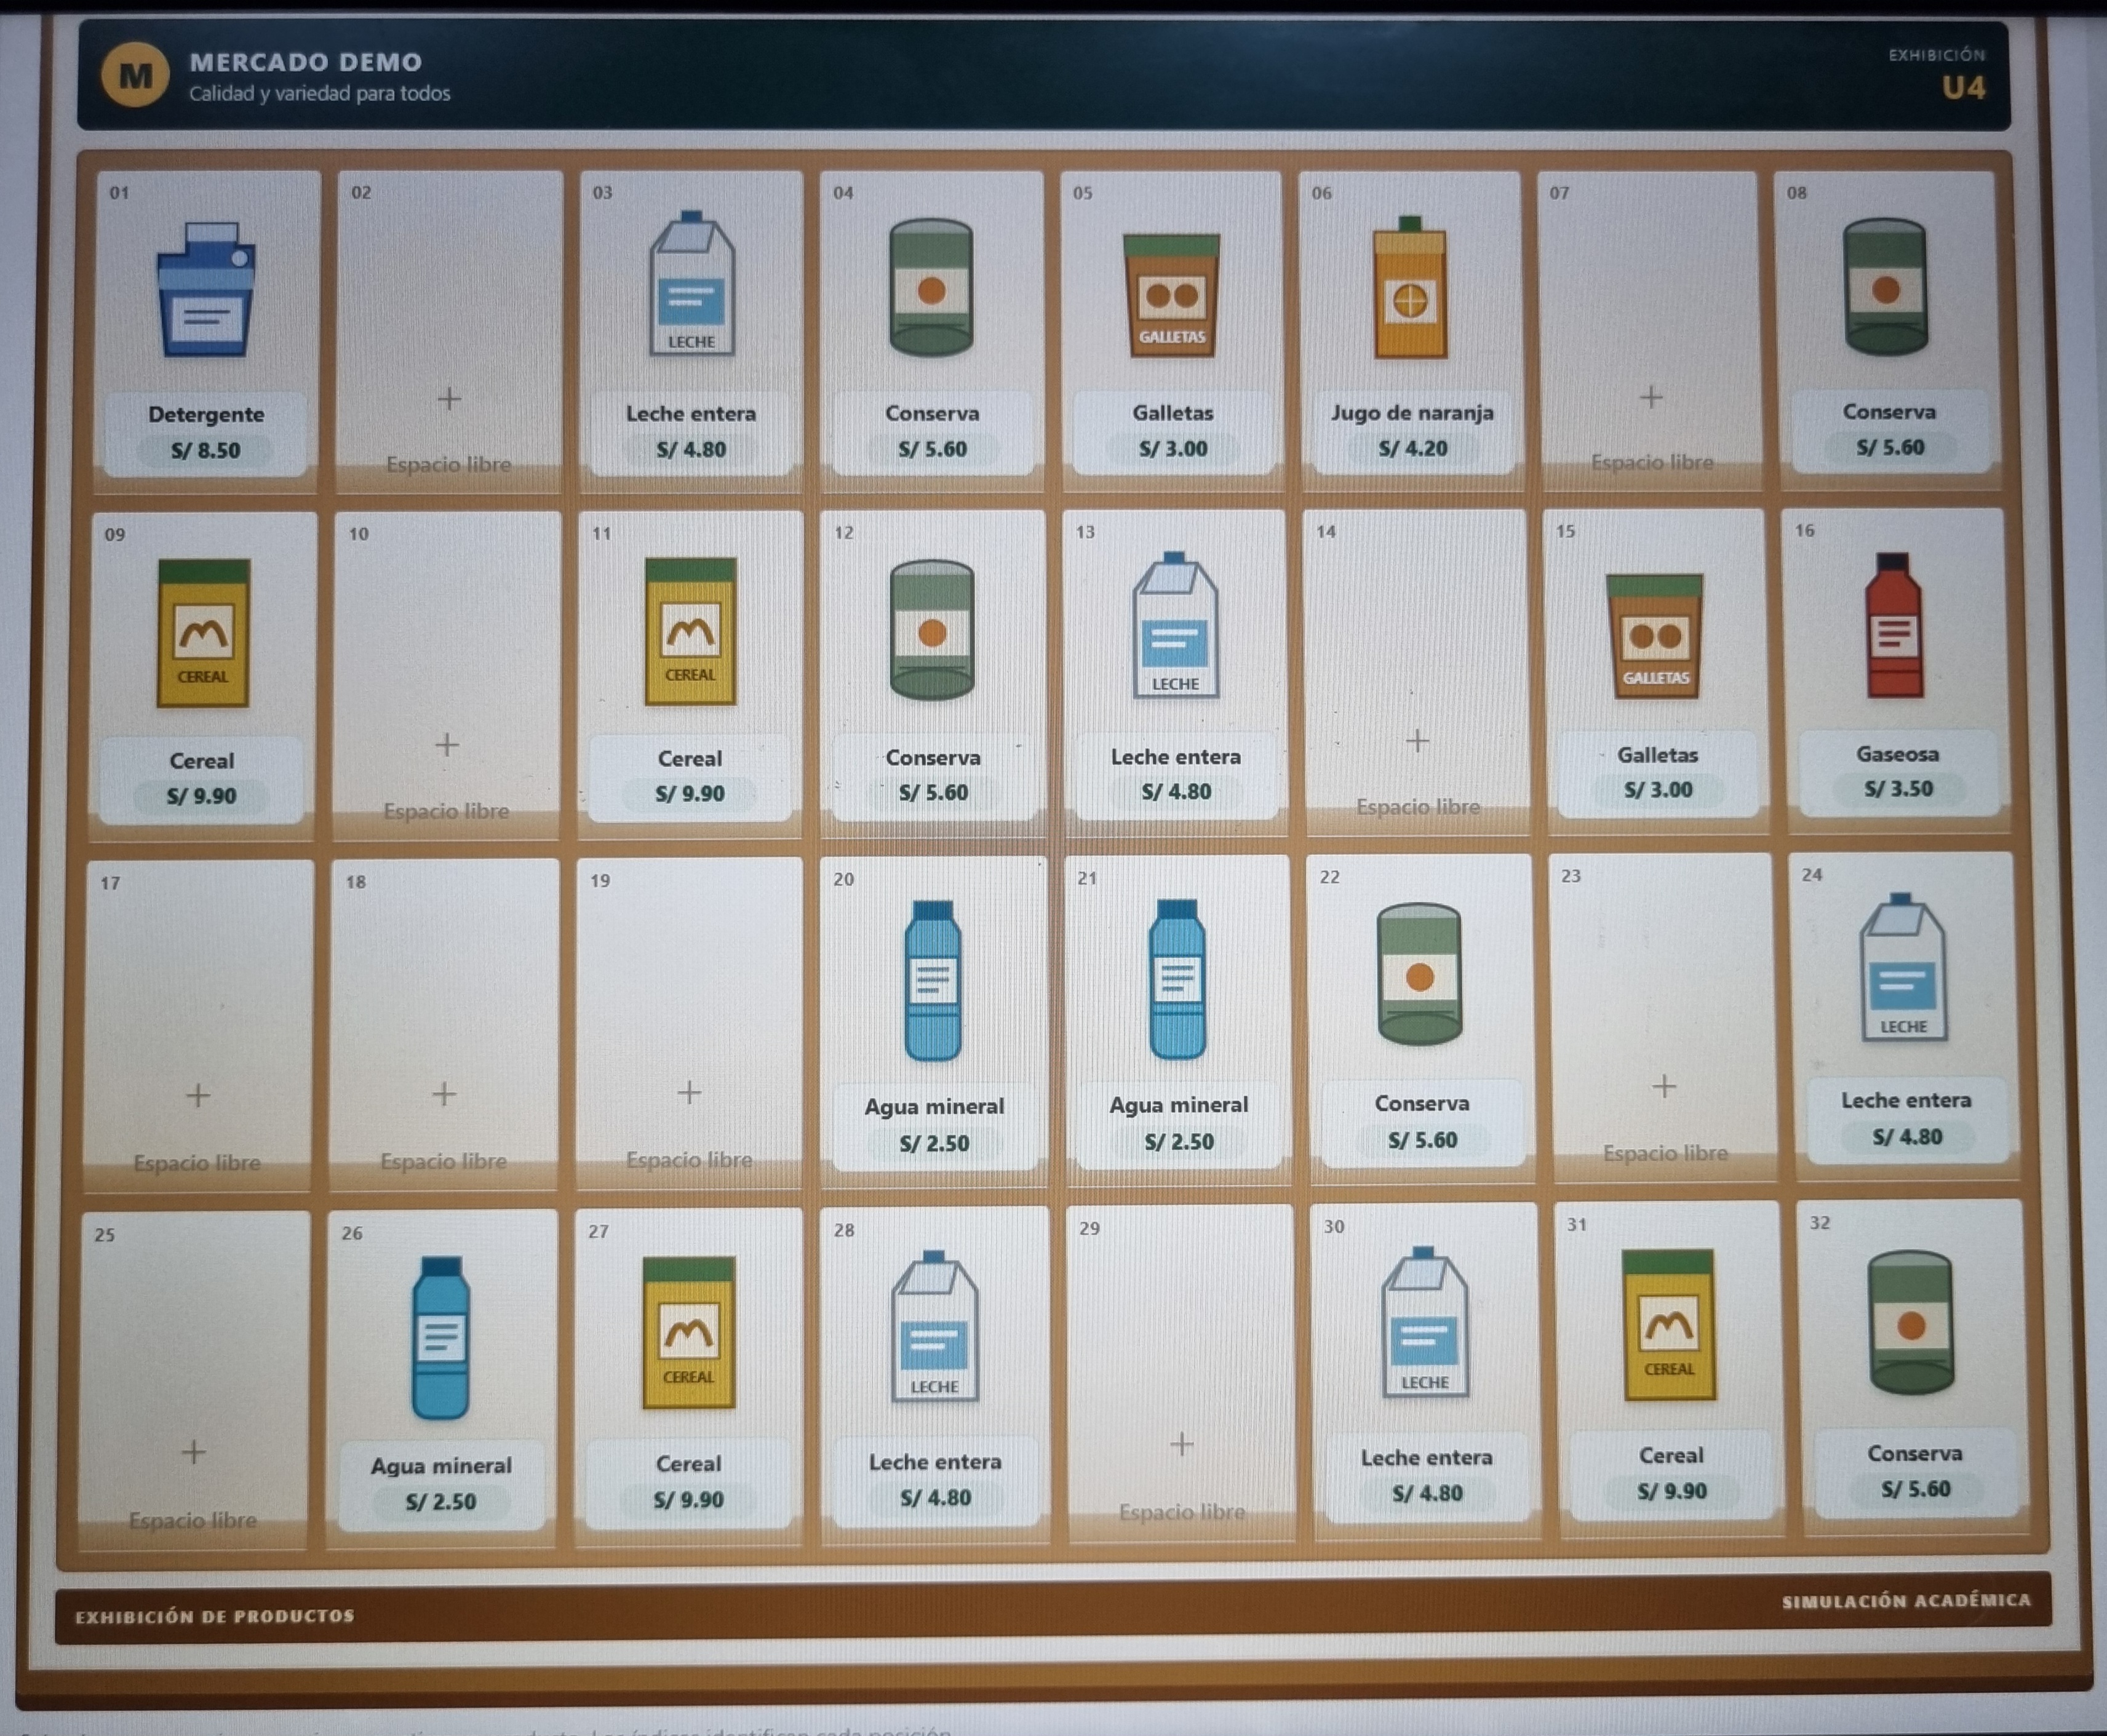 M
MERCADO DEMO
Calidad y variedad para todos
EXHIBICIÓN
U4
01
Detergente
S/ 8.50
02
+
Espacio libre
03
LECHE
Leche entera
S/ 4.80
04
Conserva
S/ 5.60
05
GALLETAS
Galletas
S/ 3.00
06
Jugo de naranja
S/ 4.20
07
+
Espacio libre
08
Conserva
S/ 5.60
09
CEREAL
Cereal
S/ 9.90
10
+
Espacio libre
11
CEREAL
Cereal
S/ 9.90
12
Conserva
S/ 5.60
13
LECHE
Leche entera
S/ 4.80
14
+
Espacio libre
15
GALLETAS
Galletas
S/ 3.00
16
Gaseosa
S/ 3.50
17
+
Espacio libre
18
+
Espacio libre
19
+
Espacio libre
20
Agua mineral
S/ 2.50
21
Agua mineral
S/ 2.50
22
Conserva
S/ 5.60
23
+
Espacio libre
24
LECHE
Leche entera
S/ 4.80
25
+
Espacio libre
26
Agua mineral
S/ 2.50
27
CEREAL
Cereal
S/ 9.90
28
LECHE
Leche entera
S/ 4.80
29
+
Espacio libre
30
LECHE
Leche entera
S/ 4.80
31
CEREAL
Cereal
S/ 9.90
32
Conserva
S/ 5.60
EXHIBICIÓN DE PRODUCTOS
SIMULACIÓN ACADÉMICA
índices identifican cada posición